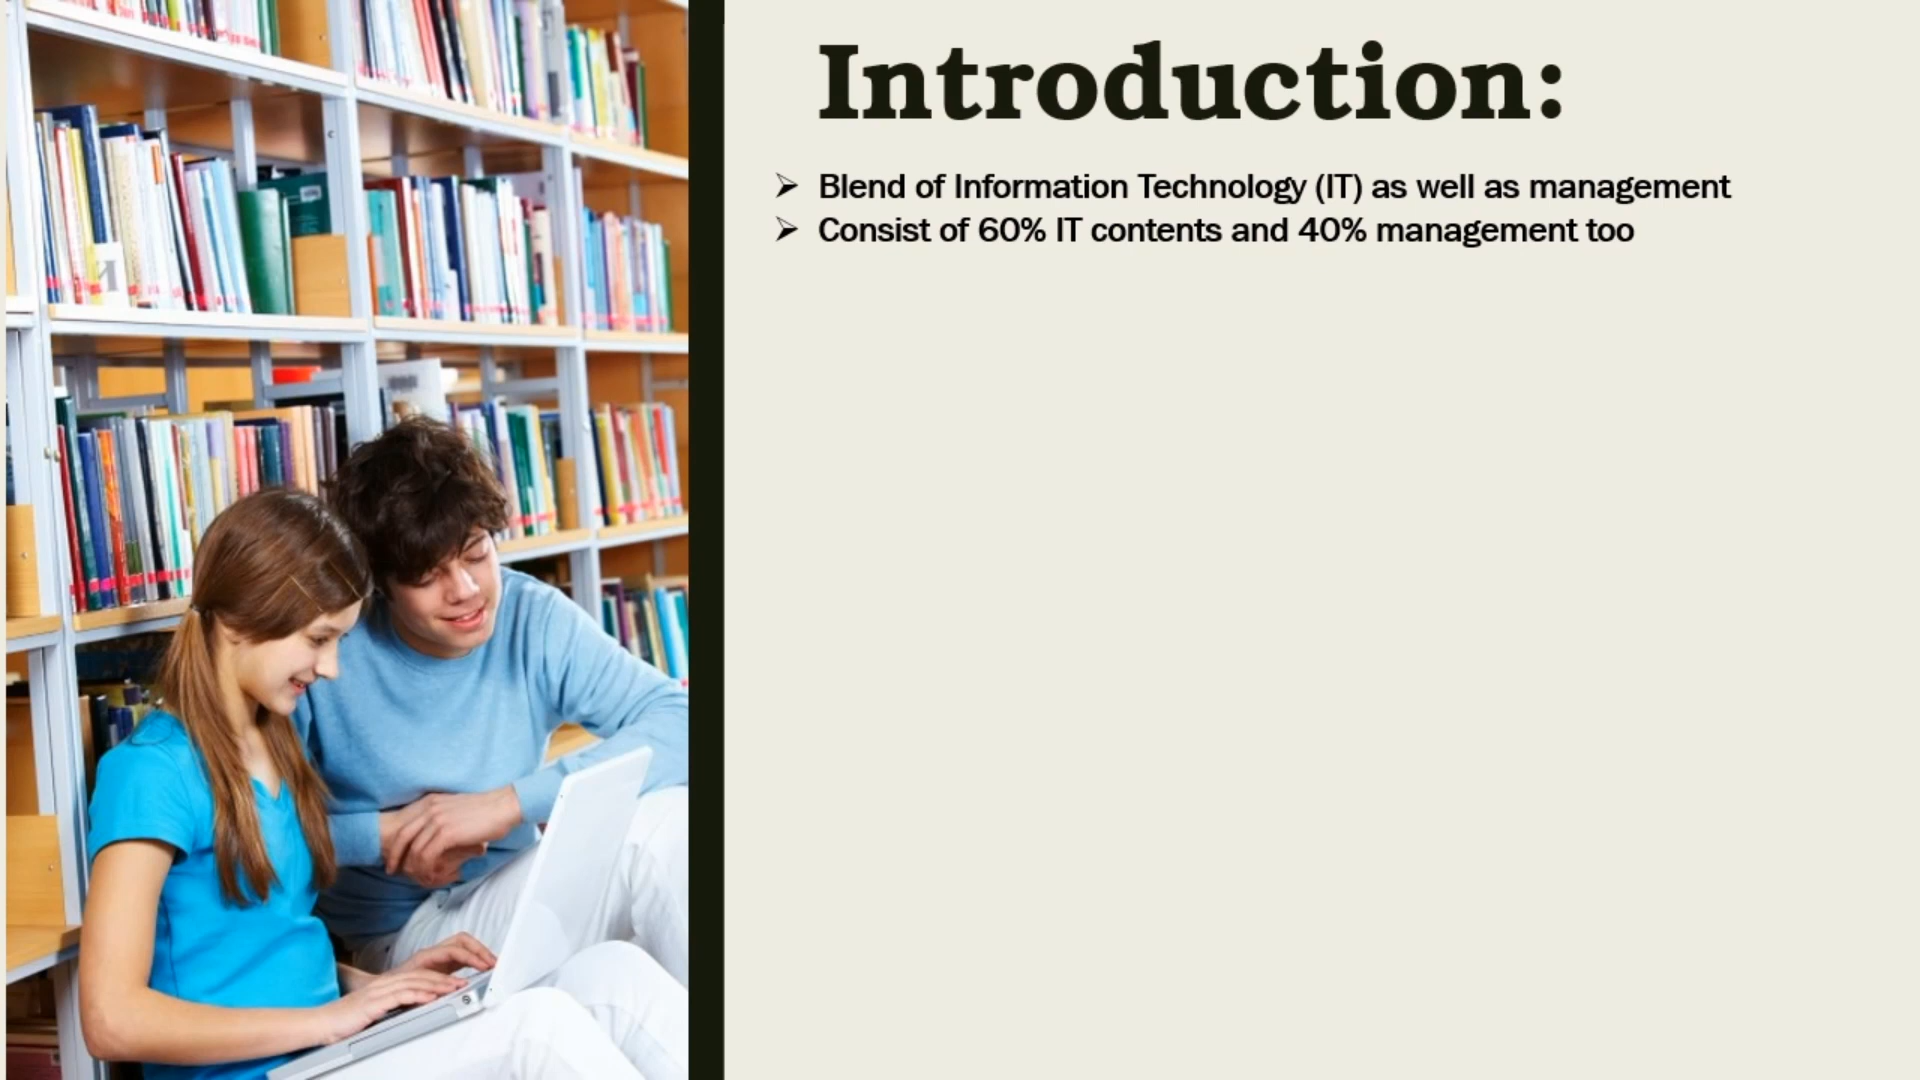 Introduction:
➢ Blend of Information Technology (IT) as well as management
➢ Consist of 60% IT contents and 40% management too